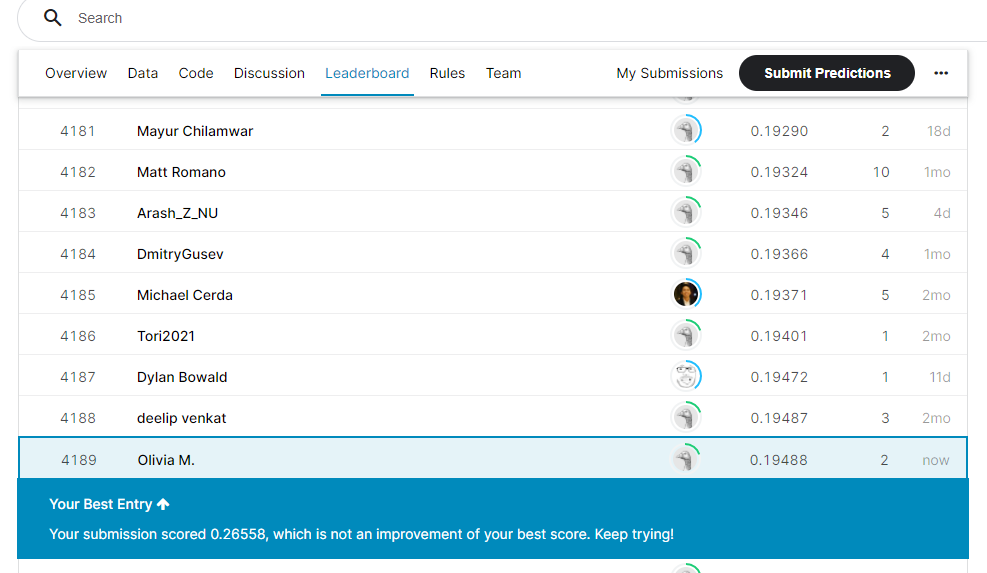 Search
Overview Data Code Discussion Leaderboard Rules Team My Submissions Submit Predictions ...
4181 Mayur Chilamwar 0.19290 2 18d
4182 Matt Romano 0.19324 10 1mo
4183 Arash_Z_NU 0.19346 5 4d
4184 DmitryGusev 0.19366 4 1mo
4185 Michael Cerda 0.19371 5 2mo
4186 Tori2021 0.19401 1 2mo
4187 Dylan Bowald 0.19472 1 11d
4188 deelip venkat 0.19487 3 2mo
4189 Olivia M. 0.19488 2 now
Your Best Entry
Your submission scored 0.26558, which is not an improvement of your best score. Keep trying!